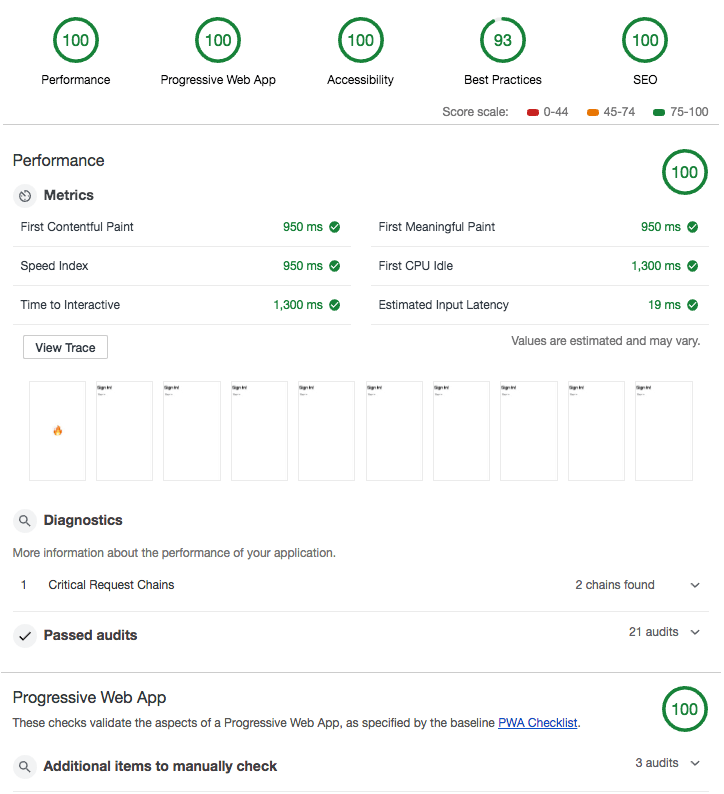 100 100 100 93 100
Performance Progressive Web App Accessibility Best Practices SEO
Score scale: 0-44 45-74 75-100
Performance 100
Metrics
First Contentful Paint 950 ms First Meaningful Paint 950 ms
Speed Index 950 ms First CPU Idle 1,300 ms
Time to Interactive 1,300 ms Estimated Input Latency 19 ms
View Trace Values are estimated and may vary.
Sign In! Sign In! Sign In! Sign In! Sign In! Sign In! Sign In! Sign In! Sign In!
Diagnostics
More information about the performance of your application.
1 Critical Request Chains 2 chains found
Passed audits 21 audits
Progressive Web App 100
These checks validate the aspects of a Progressive Web App, as specified by the baseline PWA Checklist.
Additional items to manually check 3 audits